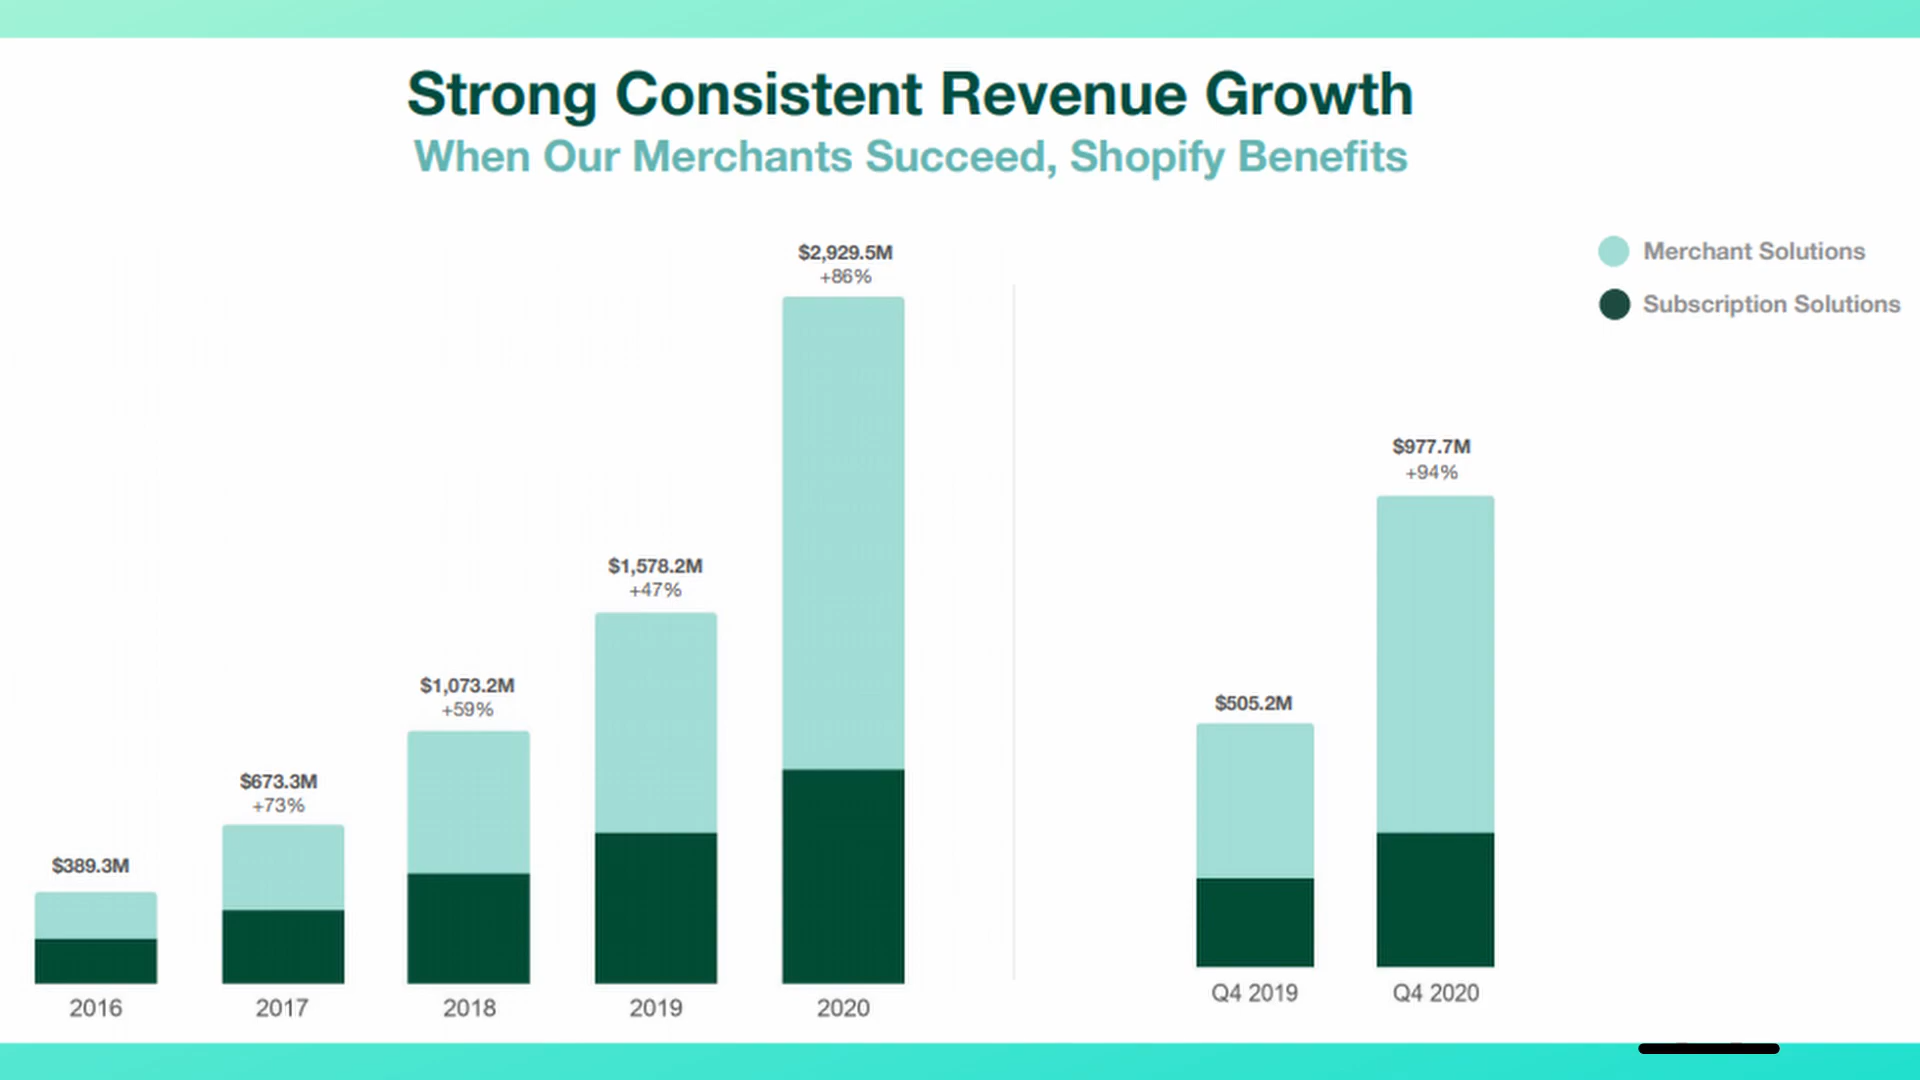 Strong Consistent Revenue Growth
When Our Merchants Succeed, Shopify Benefits
Merchant Solutions
Subscription Solutions
$389.3M
$673.3M
+73%
$1,073.2M
+59%
$1,578.2M
+47%
$2,929.5M
+86%
$505.2M
$977.7M
+94%
2016
2017
2018
2019
2020
Q4 2019
Q4 2020